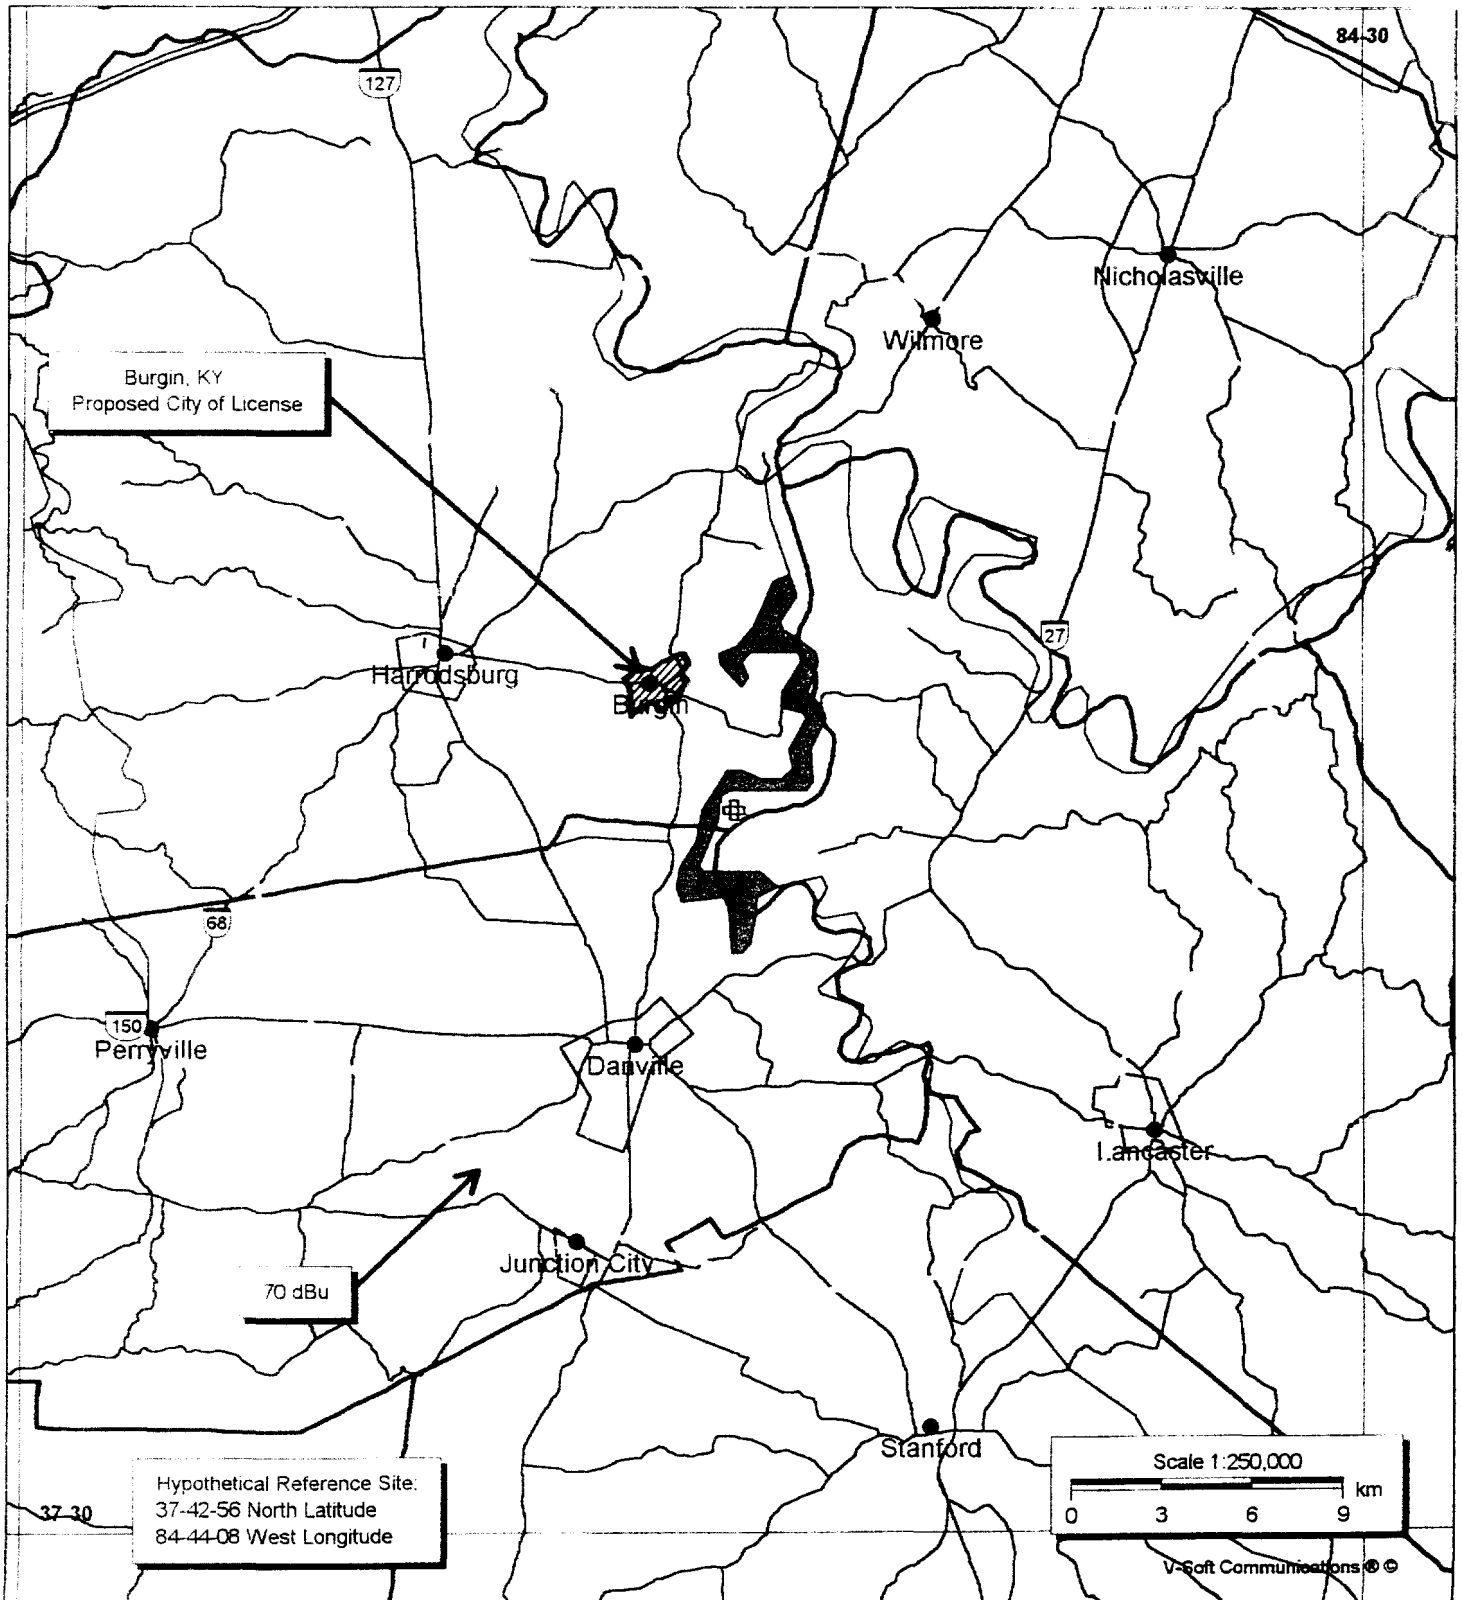 84-30
127
Nicholasville
Wilmore
Burgin, KY
Proposed City of License
27
Harrodsburg
Burgin
68
150
Perryville
Danville
Lancaster
Junction City
70 dBu
Stanford
Scale 1:250,000
km
0 3 6 9
Hypothetical Reference Site:
37-42-56 North Latitude
84-44-08 West Longitude
37-30
V-Soft Communications ® ©